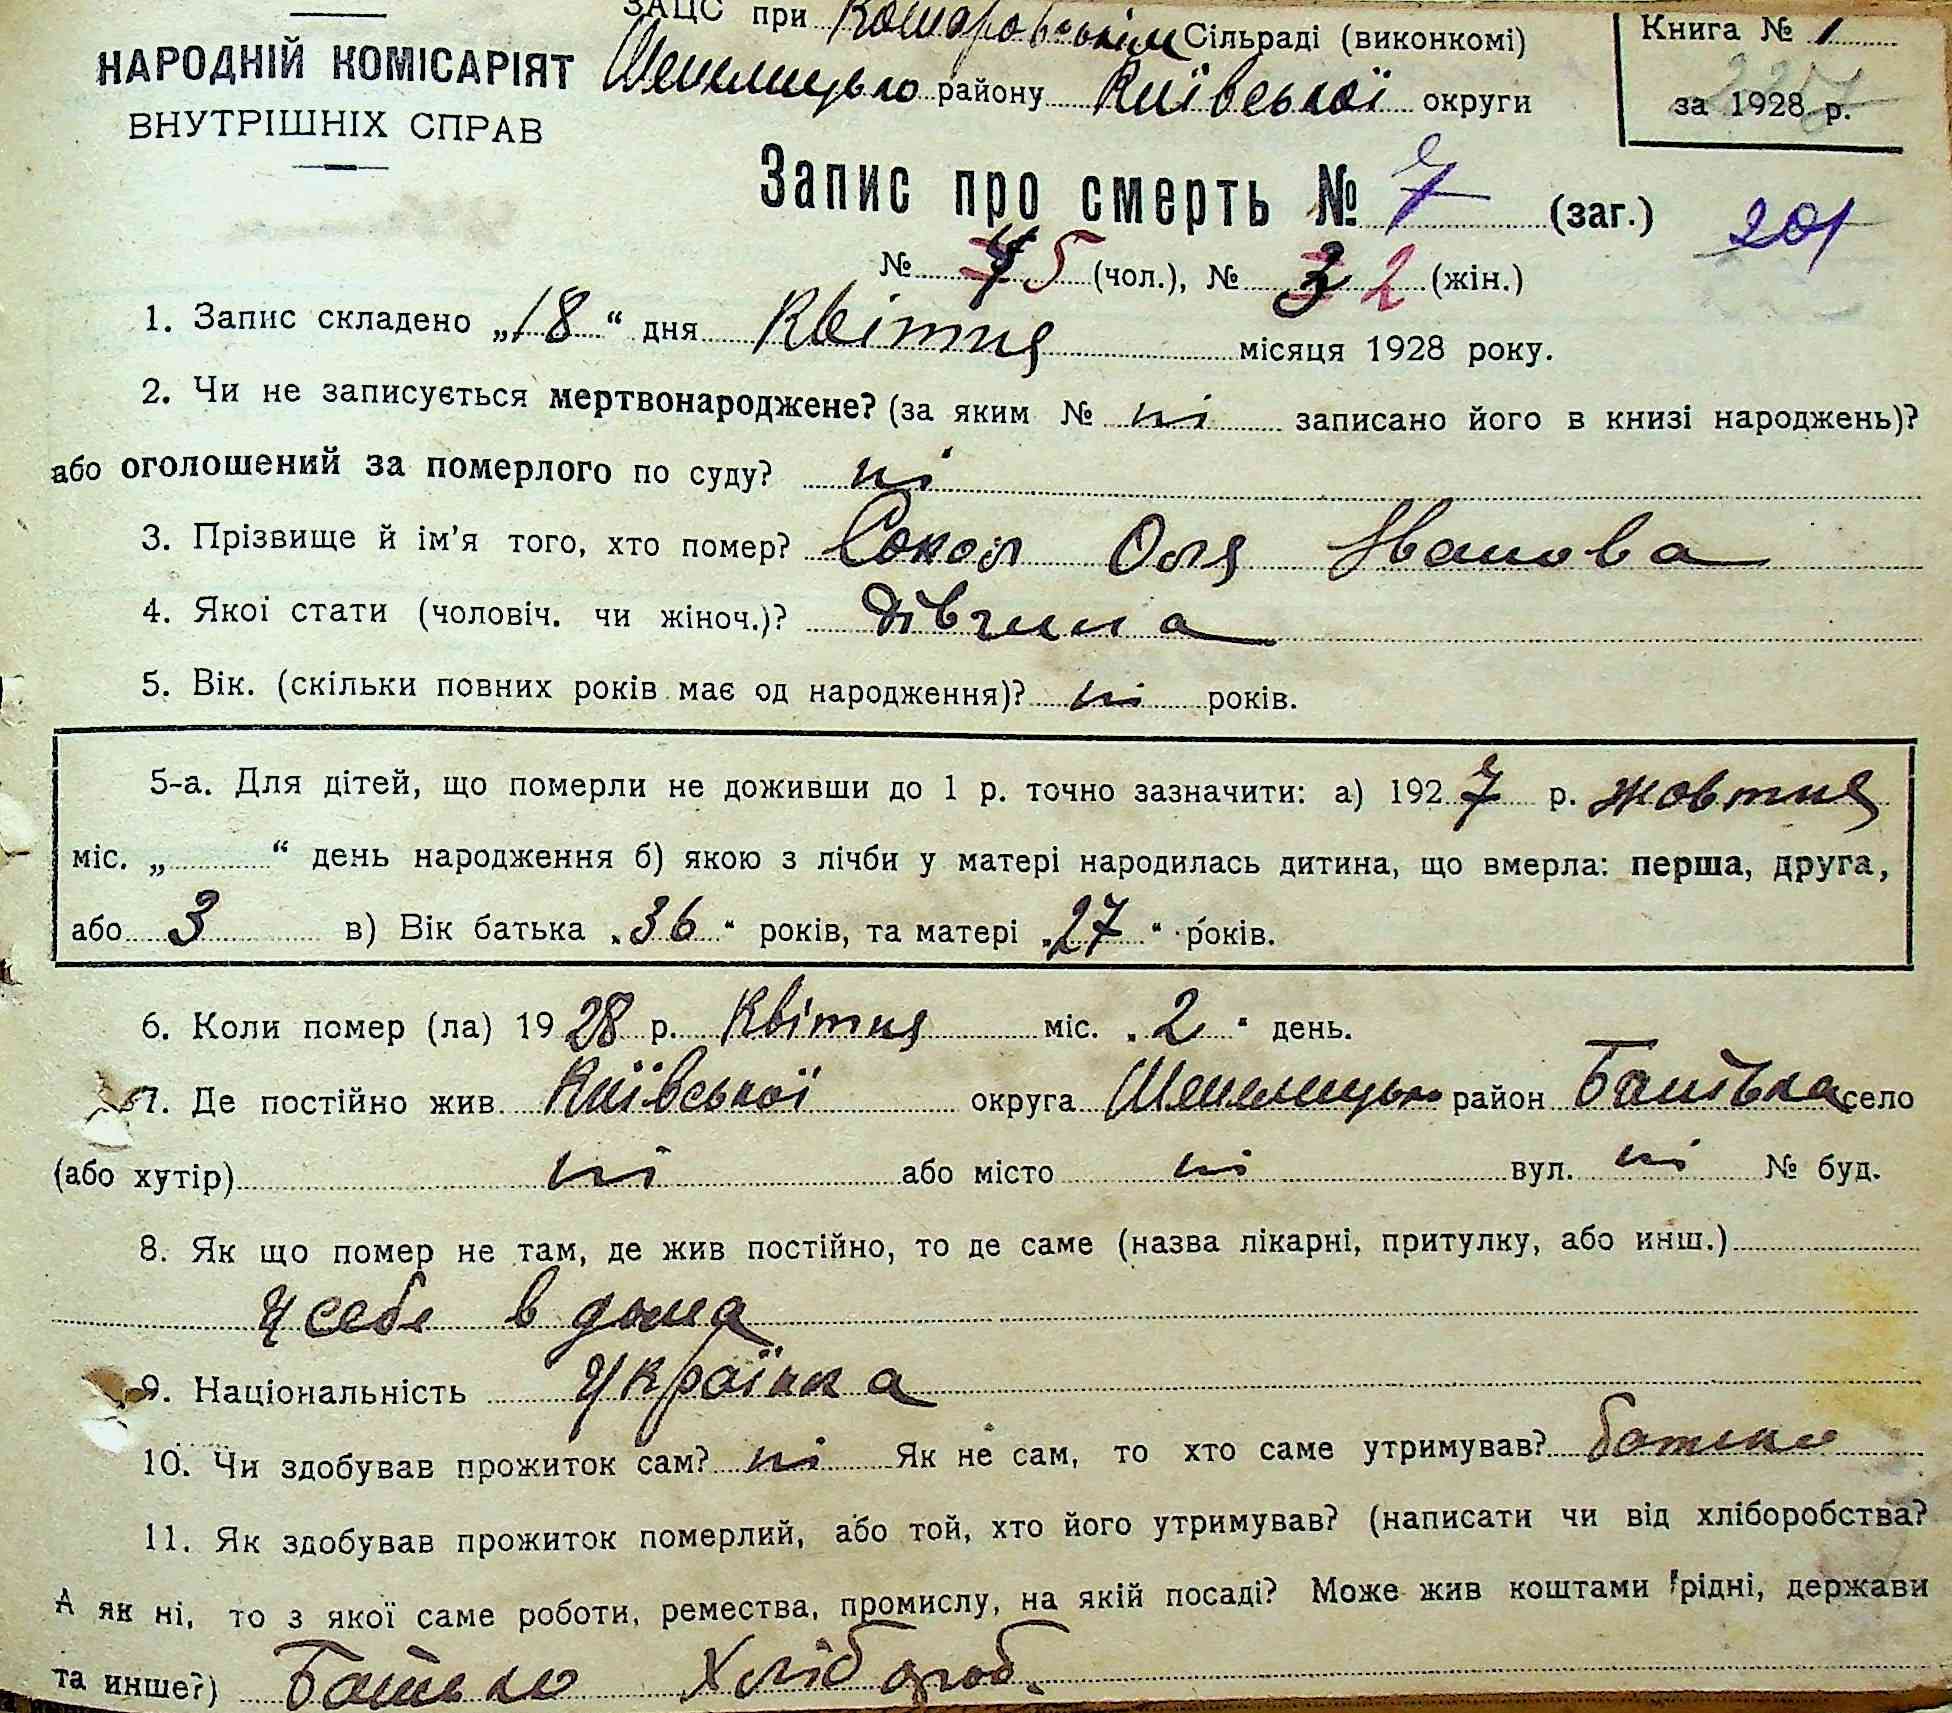 ЗАЦС при Комаровськім Сільраді (виконкомі)
Книга № 1
НАРОДНІЙ КОМІСАРІЯТ
Шепелицько району Київської округи
за 1928 р.
ВНУТРІШНІХ СПРАВ
Запис про смерть № 7 (заг.) 201
№ 5 (чол.), № 3 2 (жін.)
1. Запис складено „18“ дня Квітня місяця 1928 року.
2. Чи не записується мертвонароджене? (за яким № ні записано його в книзі народжень)?
або оголошений за померлого по суду? ні
3. Прізвище й ім'я того, хто помер? Сокол Оля Іванова
4. Якої стати (чоловіч. чи жіноч.)? дівчина
5. Вік. (скільки повних років має од народження)? ні років.
5-а. Для дітей, що померли не доживши до 1 р. точно зазначити: а) 1927 р. жовтня
міс. „ “ день народження б) якою з лічби у матері народилась дитина, що вмерла: перша, друга,
або 3 в) Вік батька „36“ років, та матері „27“ років.
6. Коли помер (ла) 1928 р. Квітня міс. „2“ день.
7. Де постійно жив Київської округа Шепелицько район село
(або хутір) ні або місто ні вул. ні № буд.
8. Як що помер не там, де жив постійно, то де саме (назва лікарні, притулку, або инш.)
У себе в дома
9. Національність Українка
10. Чи здобував прожиток сам? ні Як не сам, то хто саме утримував? батько
11. Як здобував прожиток померлий, або той, хто його утримував? (написати чи від хліборобства?
А як ні, то з якої саме роботи, ремества, промислу, на якій посаді? Може жив коштами рідні, держави
та инше?) Батько Хлібороб.